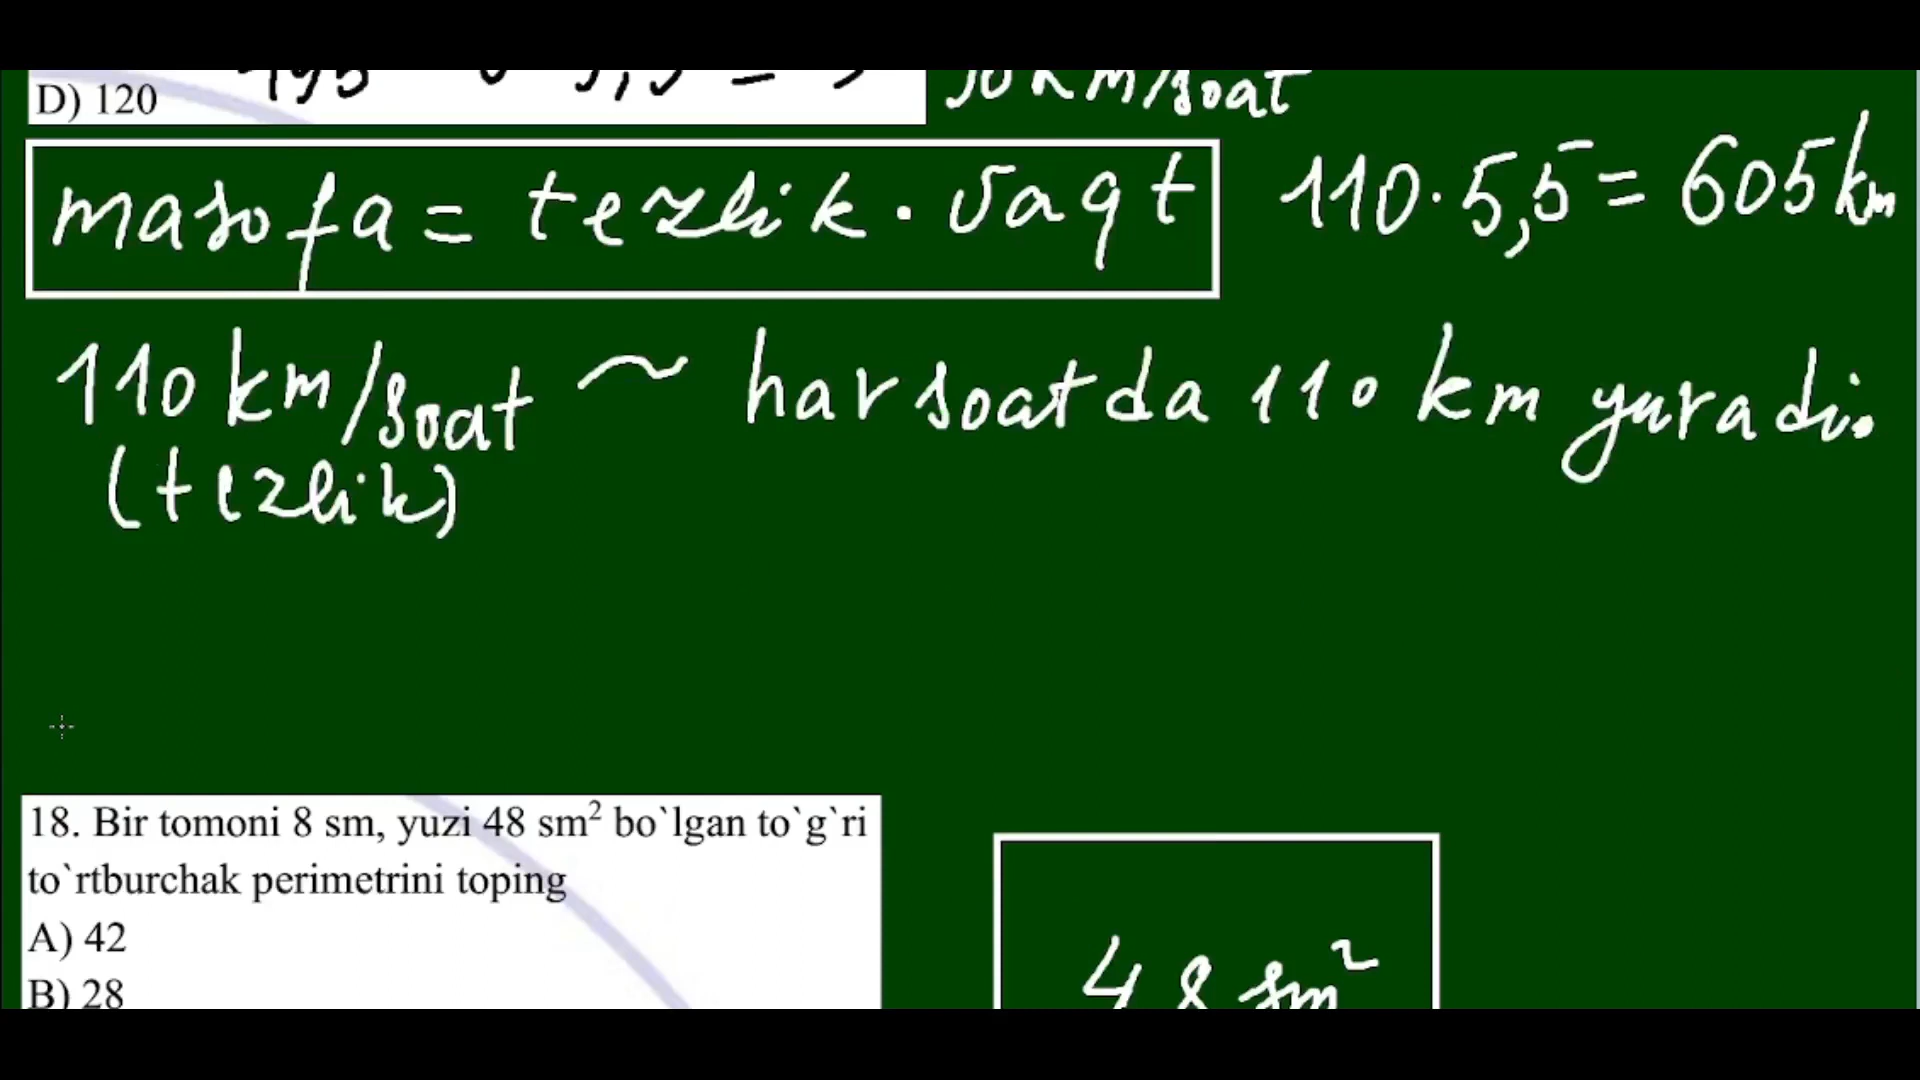 D) 120
km/soat
masofa = tezlik · vaqt
110 · 5,5 = 605 km
110 km/soat ~ har soatda 110 km yuradi.
(tezlik)
18. Bir tomoni 8 sm, yuzi 48 sm² bo`lgan to`g`ri
to`rtburchak perimetrini toping
A) 42
B) 28
48 sm²